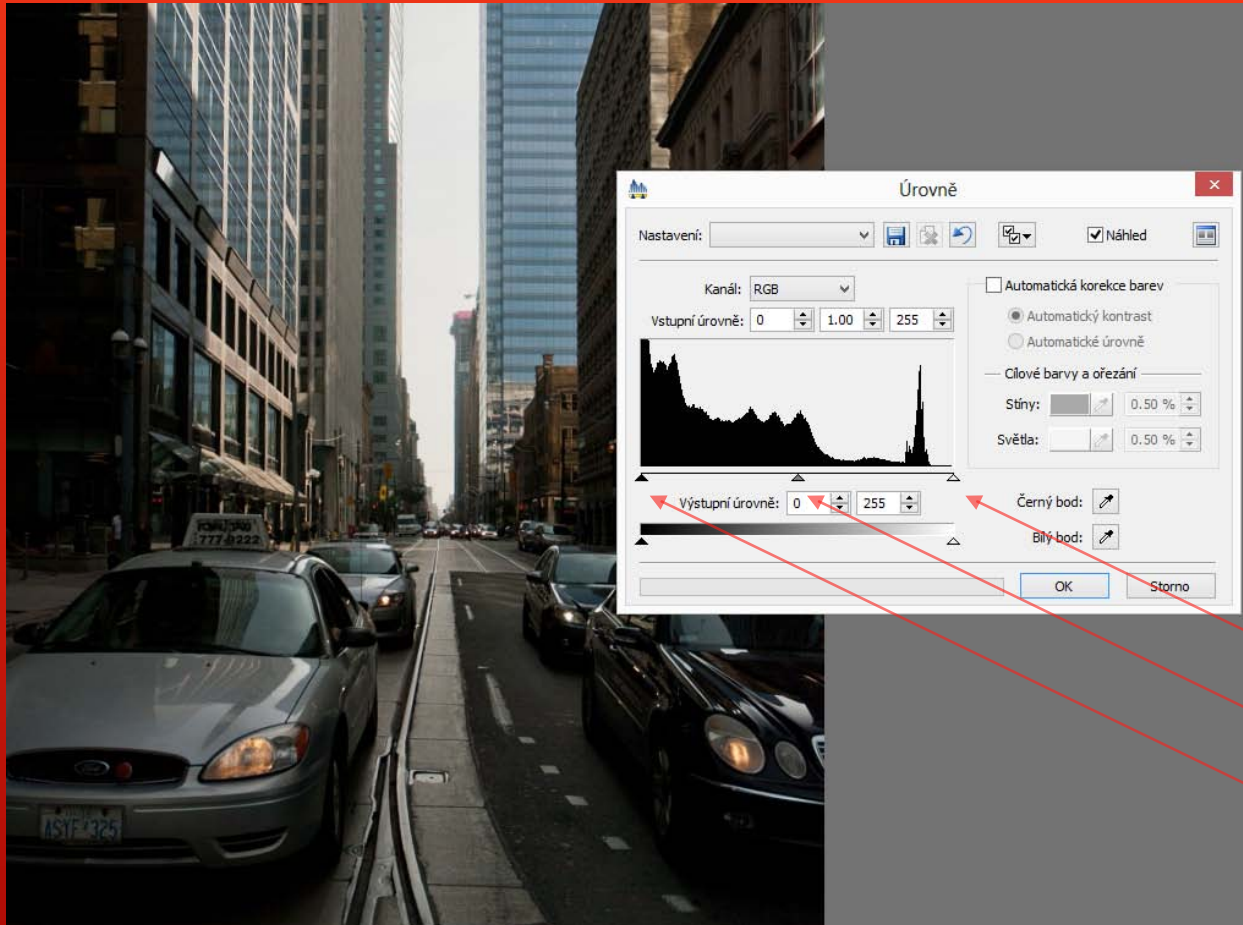 Úrovně
Nastavení:
Náhled
Kanál: RGB
Vstupní úrovně: 0 1.00 255
Automatická korekce barev
Automatický kontrast
Automatické úrovně
Cílové barvy a ořezání
Stíny: 0.50 %
Světla: 0.50 %
Výstupní úrovně: 0 255
Černý bod:
Bílý bod:
OK Storno
777-9222
Ford
ASYF 325